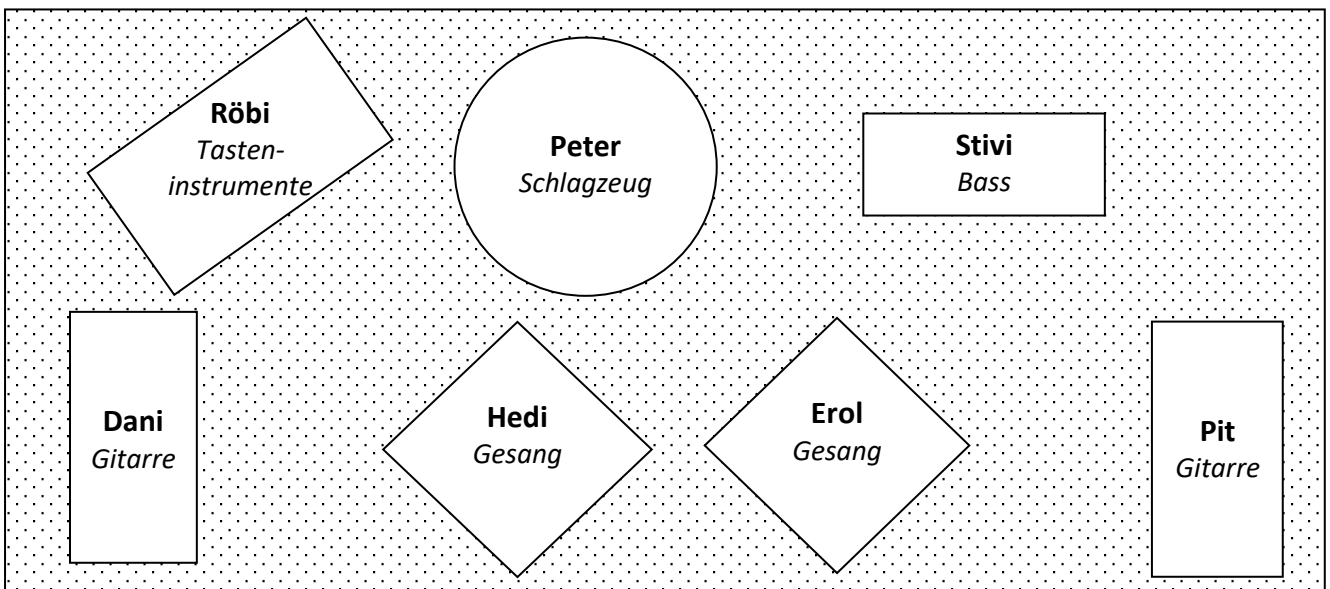 Röbi
Tasten-
instrumente
Peter
Schlagzeug
Stivi
Bass
Dani
Gitarre
Hedi
Gesang
Erol
Gesang
Pit
Gitarre